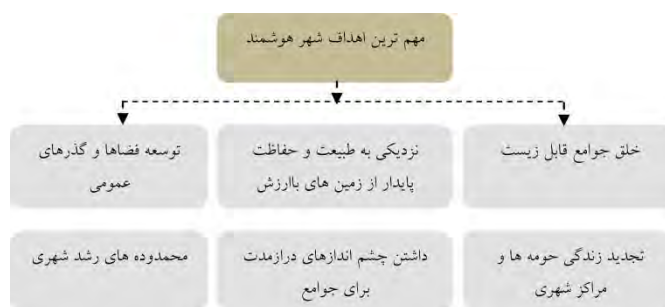 مهم ترین اهداف شهر هوشمند
خلق جوامع قابل زیست
نزدیکی به طبیعت و حفاظت
پایدار از زمین های باارزش
توسعه فضاها و گذرهای
عمومی
تجدید زندگی حومه ها و
مراکز شهری
داشتن چشم اندازهای درازمدت
برای جوامع
محمدوده های رشد شهری